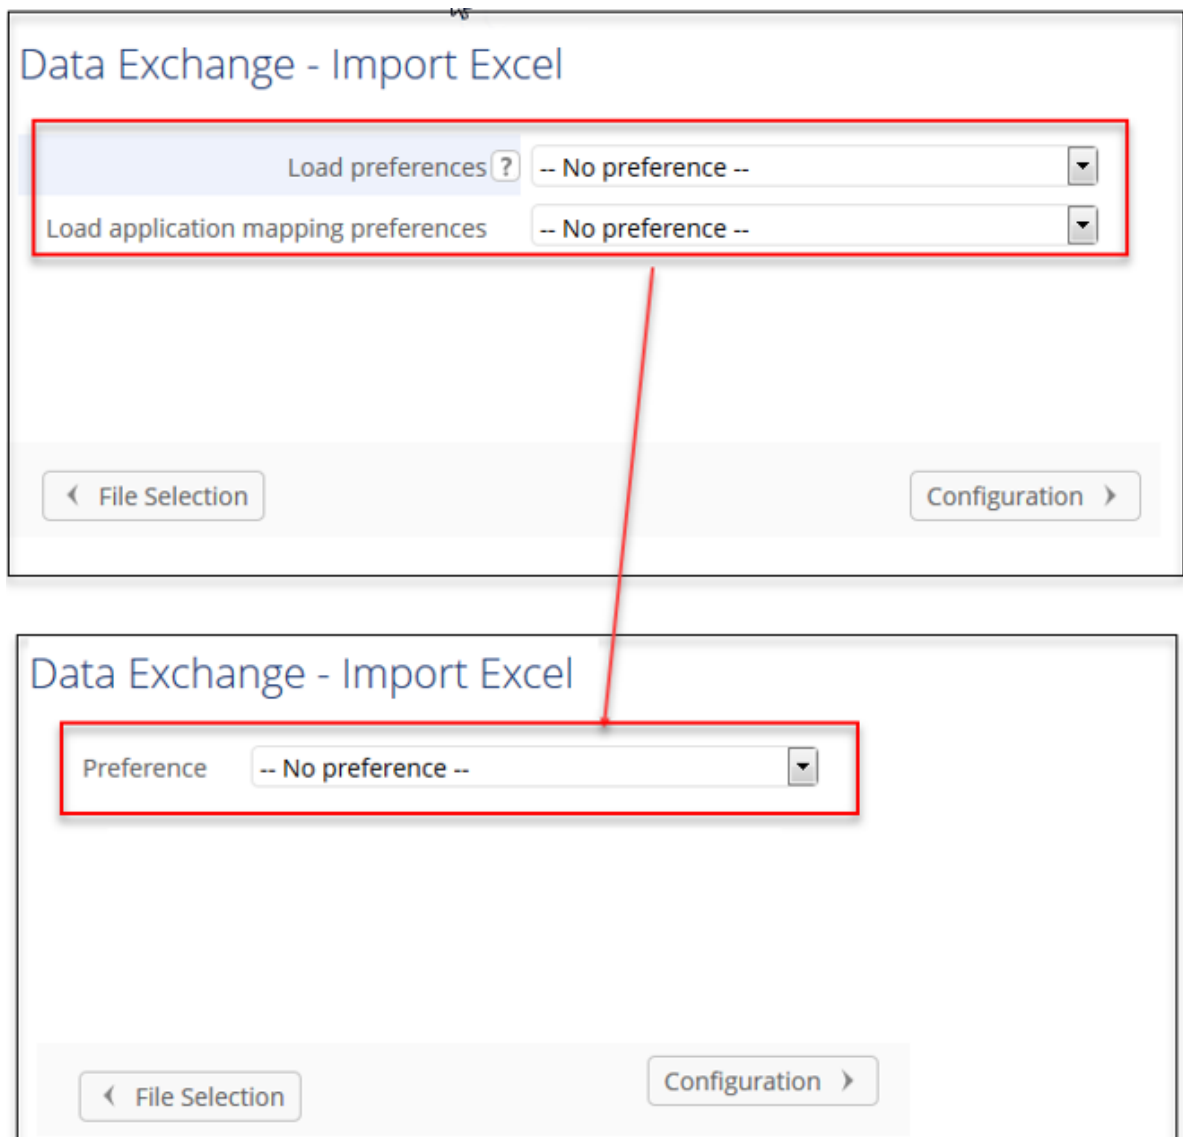 Data Exchange - Import Excel
Load preferences ? -- No preference --
Load application mapping preferences -- No preference --
File Selection Configuration
Data Exchange - Import Excel
Preference -- No preference --
Configuration
File Selection